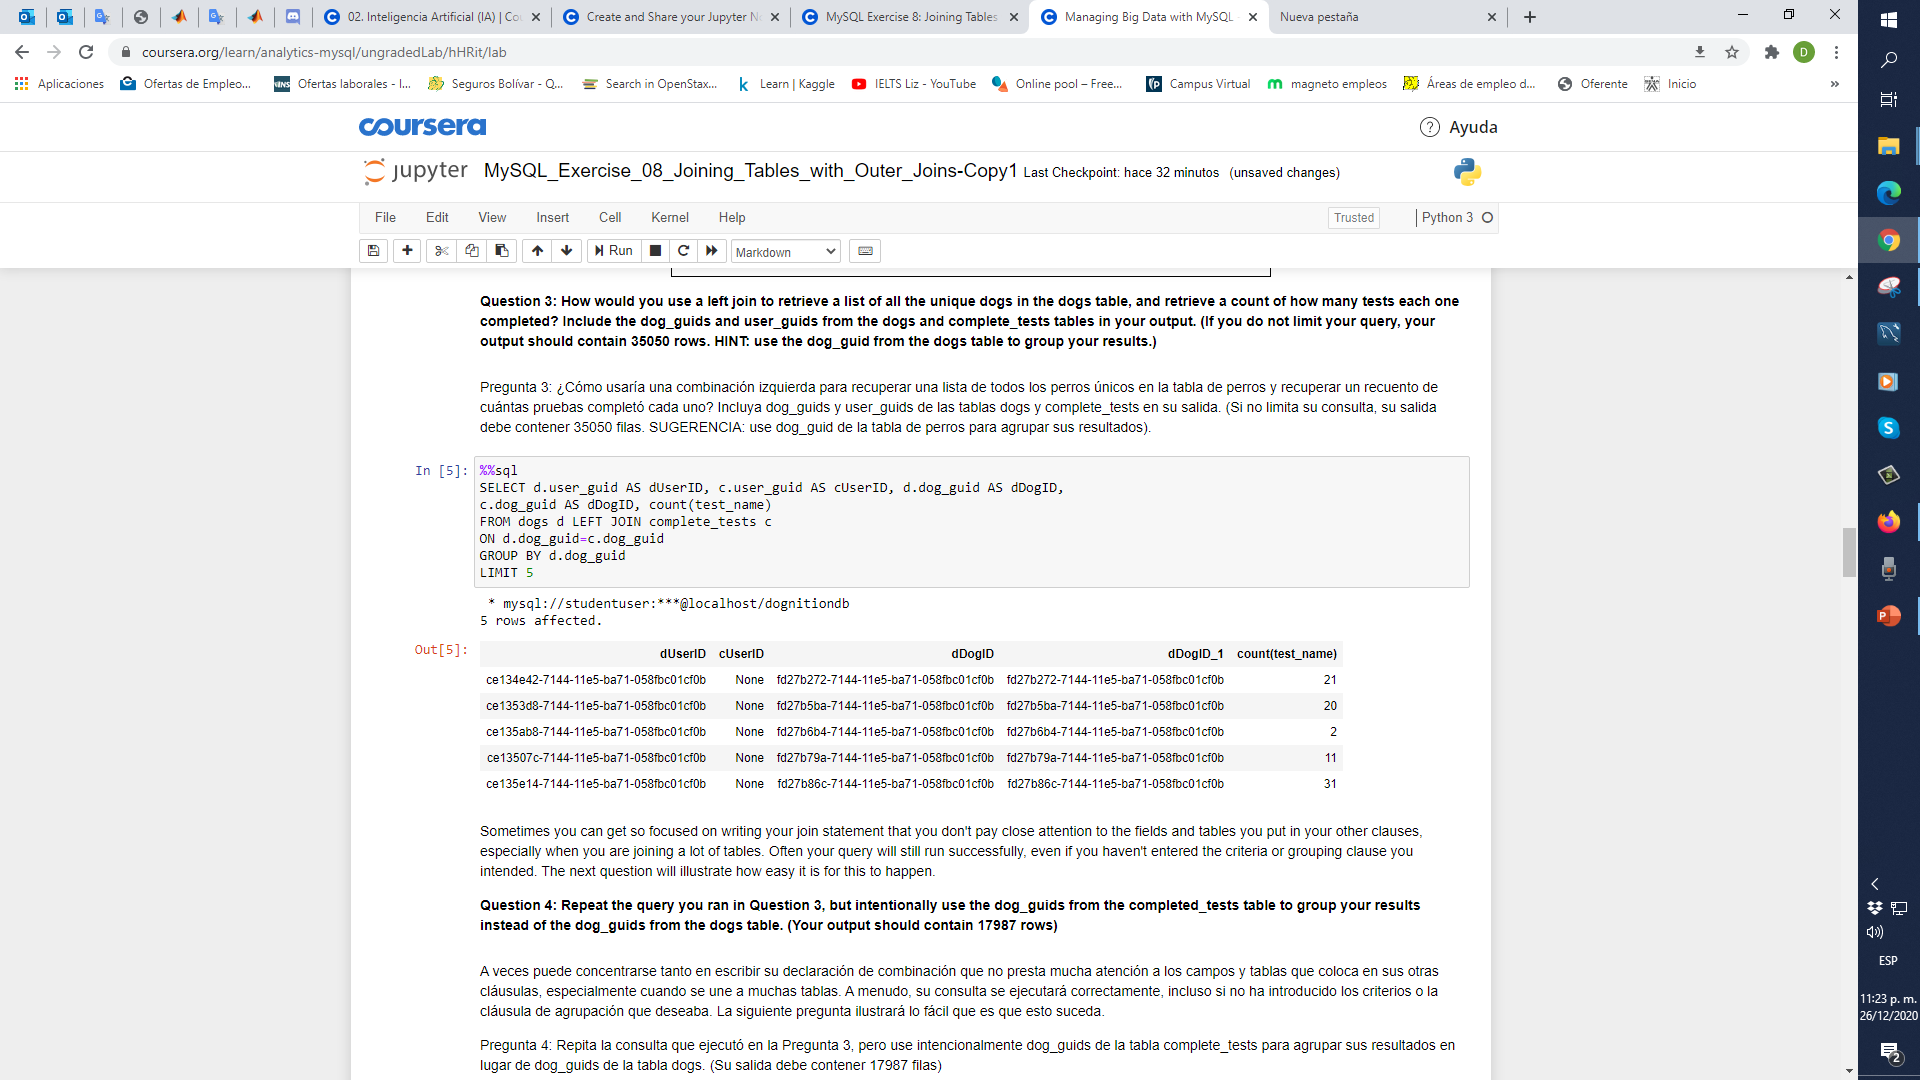 02. Inteligencia Artificial (IA) | Co
Create and Share your Jupyter N
MySQL Exercise 8: Joining Tables
Managing Big Data with MySQL -
Nueva pestaña
coursera.org/learn/analytics-mysql/ungradedLab/hHRit/lab
D
Aplicaciones
Ofertas de Empleo...
Ofertas laborales - I...
Seguros Bolívar - Q...
Search in OpenStax...
Learn | Kaggle
IELTS Liz - YouTube
Online pool – Free...
Campus Virtual
magneto empleos
Áreas de empleo d...
Oferente
Inicio
»
coursera
Ayuda
jupyter MySQL_Exercise_08_Joining_Tables_with_Outer_Joins-Copy1 Last Checkpoint: hace 32 minutos (unsaved changes)
File Edit View Insert Cell Kernel Help
Trusted
Python 3
Run
Markdown
Question 3: How would you use a left join to retrieve a list of all the unique dogs in the dogs table, and retrieve a count of how many tests each one
completed? Include the dog_guids and user_guids from the dogs and complete_tests tables in your output. (If you do not limit your query, your
output should contain 35050 rows. HINT: use the dog_guid from the dogs table to group your results.)
Pregunta 3: ¿Cómo usaría una combinación izquierda para recuperar una lista de todos los perros únicos en la tabla de perros y recuperar un recuento de
cuántas pruebas completó cada uno? Incluya dog_guids y user_guids de las tablas dogs y complete_tests en su salida. (Si no limita su consulta, su salida
debe contener 35050 filas. SUGERENCIA: use dog_guid de la tabla de perros para agrupar sus resultados).
In [5]:
%%sql
SELECT d.user_guid AS dUserID, c.user_guid AS cUserID, d.dog_guid AS dDogID,
c.dog_guid AS dDogID, count(test_name)
FROM dogs d LEFT JOIN complete_tests c
ON d.dog_guid=c.dog_guid
GROUP BY d.dog_guid
LIMIT 5
* mysql://studentuser:***@localhost/dognitiondb
5 rows affected.
Out[5]:
dUserID cUserID dDogID dDogID_1 count(test_name)
ce134e42-7144-11e5-ba71-058fbc01cf0b None fd27b272-7144-11e5-ba71-058fbc01cf0b fd27b272-7144-11e5-ba71-058fbc01cf0b 21
ce1353d8-7144-11e5-ba71-058fbc01cf0b None fd27b5ba-7144-11e5-ba71-058fbc01cf0b fd27b5ba-7144-11e5-ba71-058fbc01cf0b 20
ce135ab8-7144-11e5-ba71-058fbc01cf0b None fd27b6b4-7144-11e5-ba71-058fbc01cf0b fd27b6b4-7144-11e5-ba71-058fbc01cf0b 2
ce13507c-7144-11e5-ba71-058fbc01cf0b None fd27b79a-7144-11e5-ba71-058fbc01cf0b fd27b79a-7144-11e5-ba71-058fbc01cf0b 11
ce135e14-7144-11e5-ba71-058fbc01cf0b None fd27b86c-7144-11e5-ba71-058fbc01cf0b fd27b86c-7144-11e5-ba71-058fbc01cf0b 31
Sometimes you can get so focused on writing your join statement that you don't pay close attention to the fields and tables you put in your other clauses,
especially when you are joining a lot of tables. Often your query will still run successfully, even if you haven't entered the criteria or grouping clause you
intended. The next question will illustrate how easy it is for this to happen.
Question 4: Repeat the query you ran in Question 3, but intentionally use the dog_guids from the completed_tests table to group your results
instead of the dog_guids from the dogs table. (Your output should contain 17987 rows)
A veces puede concentrarse tanto en escribir su declaración de combinación que no presta mucha atención a los campos y tablas que coloca en sus otras
cláusulas, especialmente cuando se une a muchas tablas. A menudo, su consulta se ejecutará correctamente, incluso si no ha introducido los criterios o la
cláusula de agrupación que deseaba. La siguiente pregunta ilustrará lo fácil que es que esto suceda.
Pregunta 4: Repita la consulta que ejecutó en la Pregunta 3, pero use intencionalmente dog_guids de la tabla complete_tests para agrupar sus resultados en
lugar de dog_guids de la tabla dogs. (Su salida debe contener 17987 filas)
ESP
11:23 p. m.
26/12/2020
2